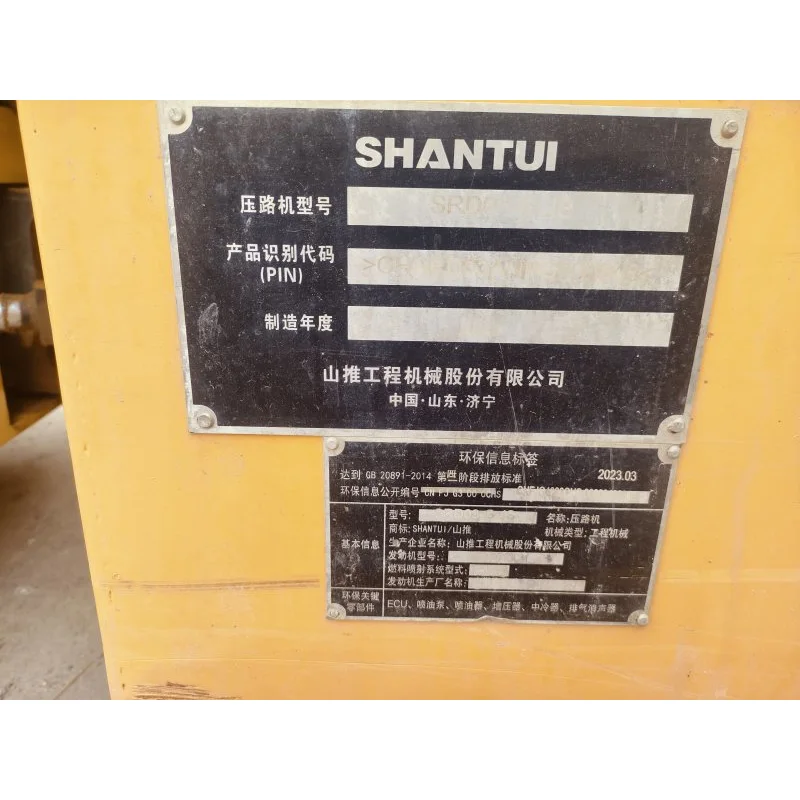 SHANTUI
压路机型号
产品识别代码
(PIN)
制造年度
山推工程机械股份有限公司
中国·山东·济宁
环保信息标签
达到 GB 20891-2014 第四阶段排放标准 2023.03
环保信息公开编号
型号: 名称:压路机
商标:SHANTUI/山推 机械类型:工程机械
基本信息 生产企业名称:山推工程机械股份有限公司
发动机型号:
燃料喷射系统型式:
发动机生产厂名称:
环保关键
零部件
ECU、喷油泵、喷油器、增压器、中冷器、排气消声器